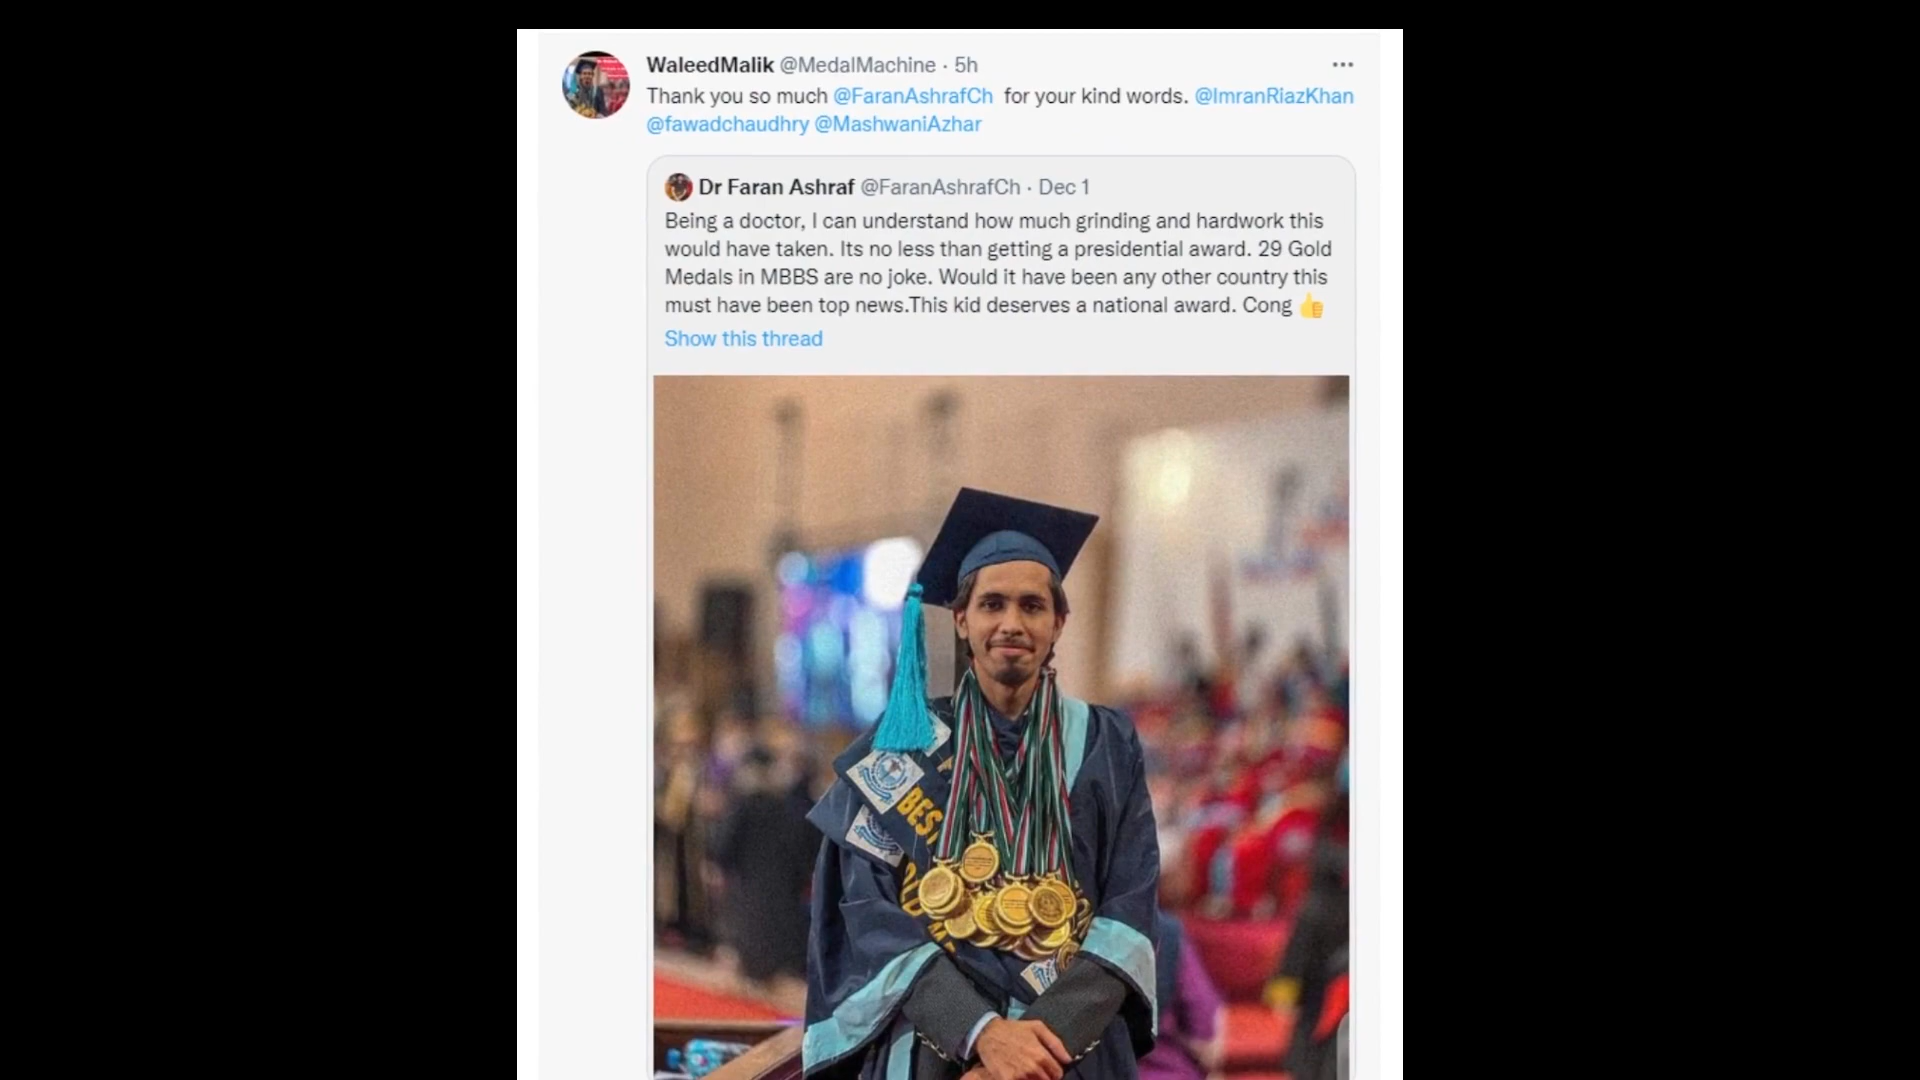 WaleedMalik @MedalMachine · 5h
Thank you so much @FaranAshrafCh for your kind words. @ImranRiazKhan
@fawadchaudhry @MashwaniAzhar
Dr Faran Ashraf @FaranAshrafCh · Dec 1
Being a doctor, I can understand how much grinding and hardwork this
would have taken. Its no less than getting a presidential award. 29 Gold
Medals in MBBS are no joke. Would it have been any other country this
must have been top news.This kid deserves a national award. Cong 👍
Show this thread
BEST